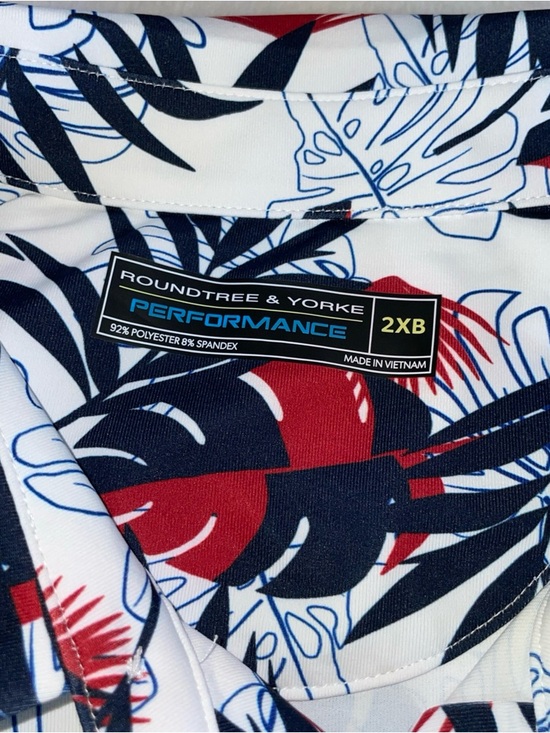 ROUNDTREE & YORKE
PERFORMANCE
2XB
92% POLYESTER 8% SPANDEX
MADE IN VIETNAM